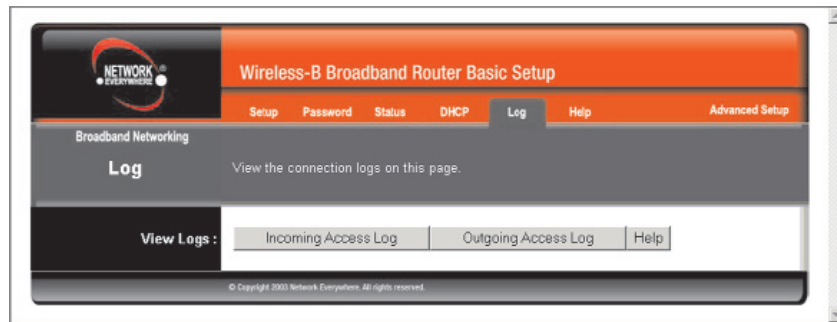 NETWORK
EVERYWHERE
Wireless-B Broadband Router Basic Setup
Setup Password Status DHCP Log Help Advanced Setup
Broadband Networking
Log
View the connection logs on this page.
View Logs : Incoming Access Log Outgoing Access Log Help
© Copyright 2003 Network Everywhere. All rights reserved.